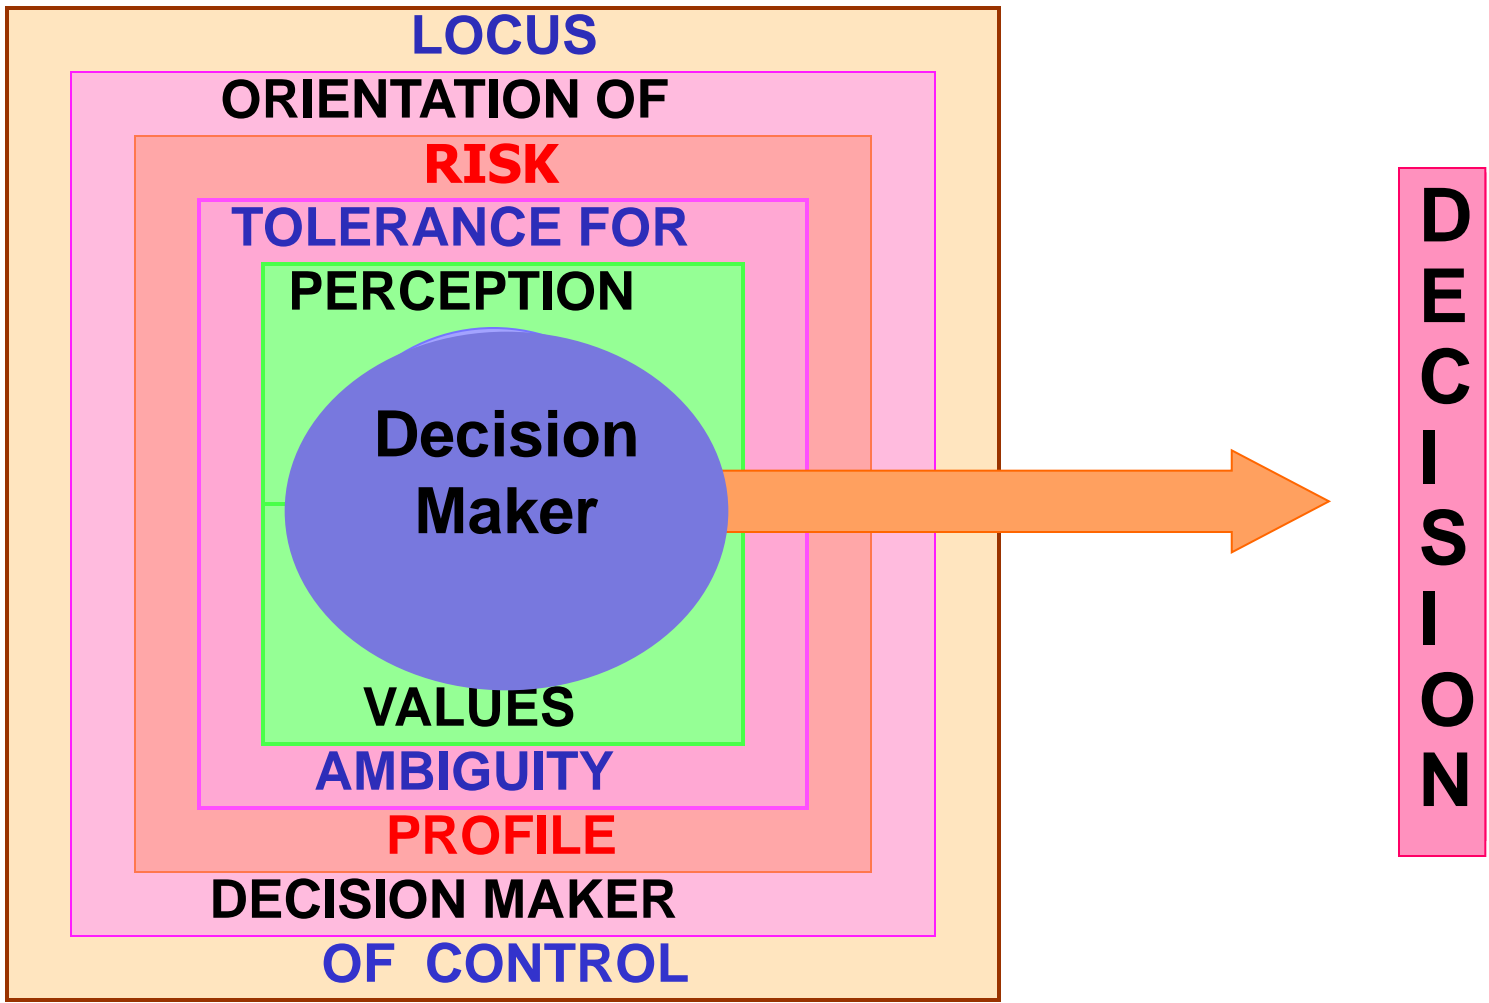 LOCUS
ORIENTATION OF
RISK
TOLERANCE FOR
PERCEPTION
Decision
Maker
VALUES
AMBIGUITY
PROFILE
DECISION MAKER
OF CONTROL
D
E
C
I
S
I
O
N